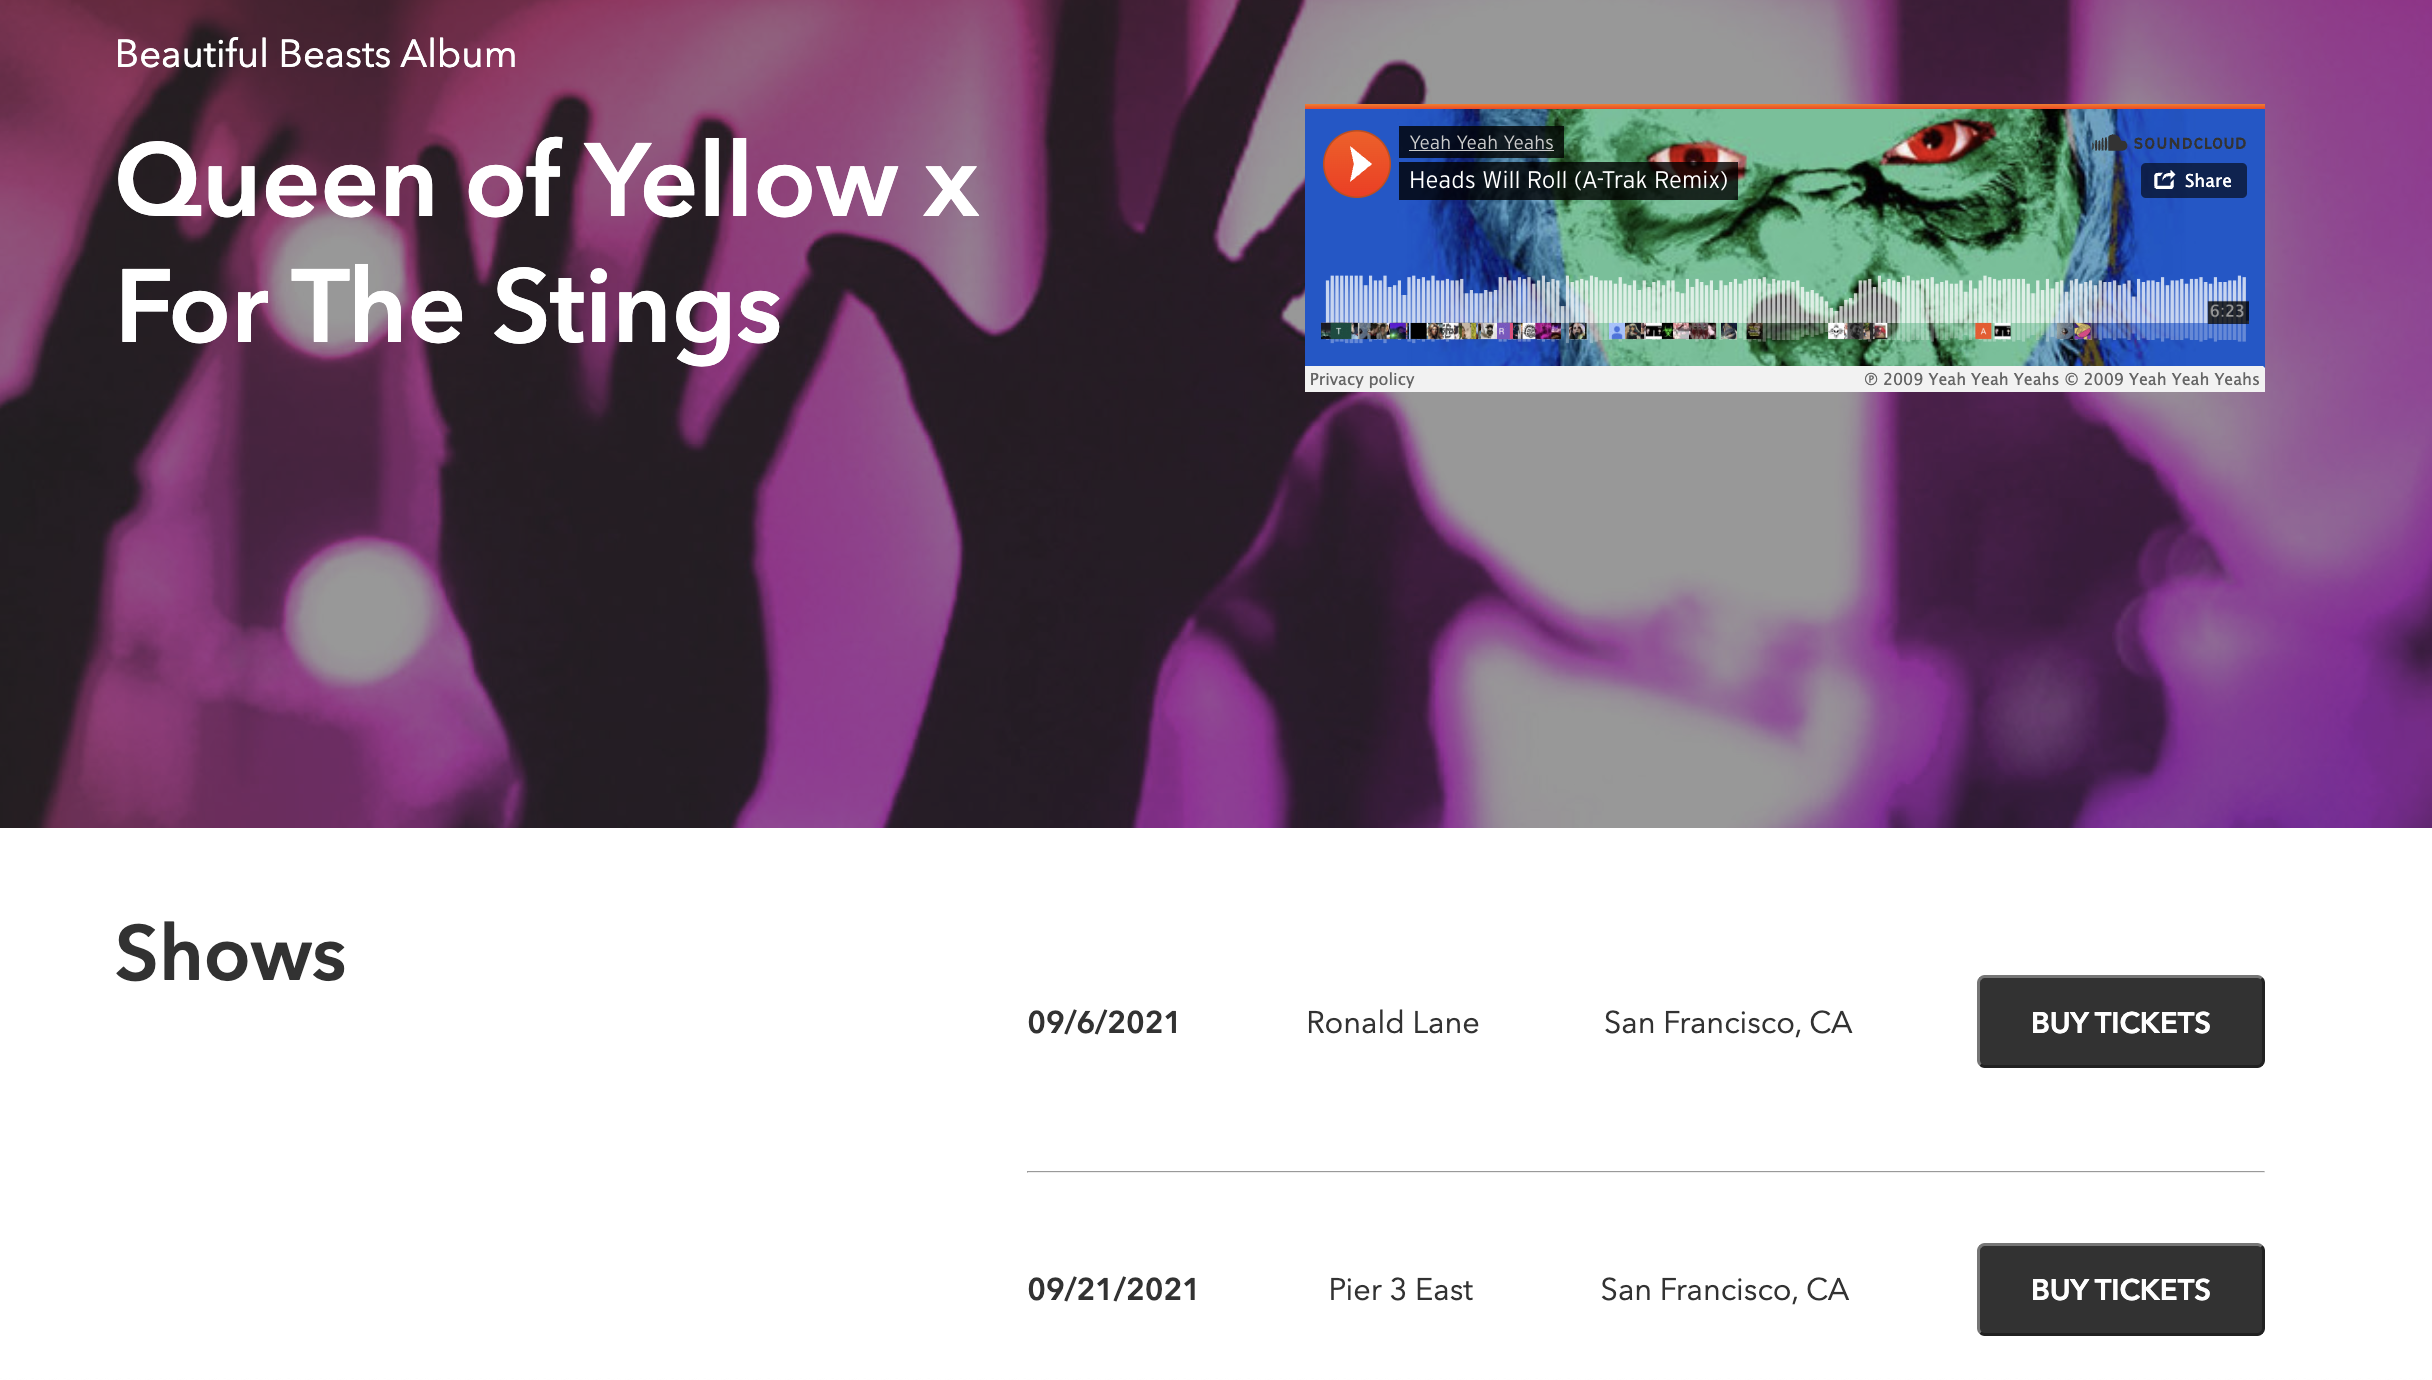 Beautiful Beasts Album
Queen of Yellow x
For The Stings
Yeah Yeah Yeahs
Heads Will Roll (A-Trak Remix)
SOUNDCLOUD
Share
6:23
Privacy policy
℗ 2009 Yeah Yeah Yeahs © 2009 Yeah Yeah Yeahs
Shows
09/6/2021 Ronald Lane San Francisco, CA BUY TICKETS
09/21/2021 Pier 3 East San Francisco, CA BUY TICKETS